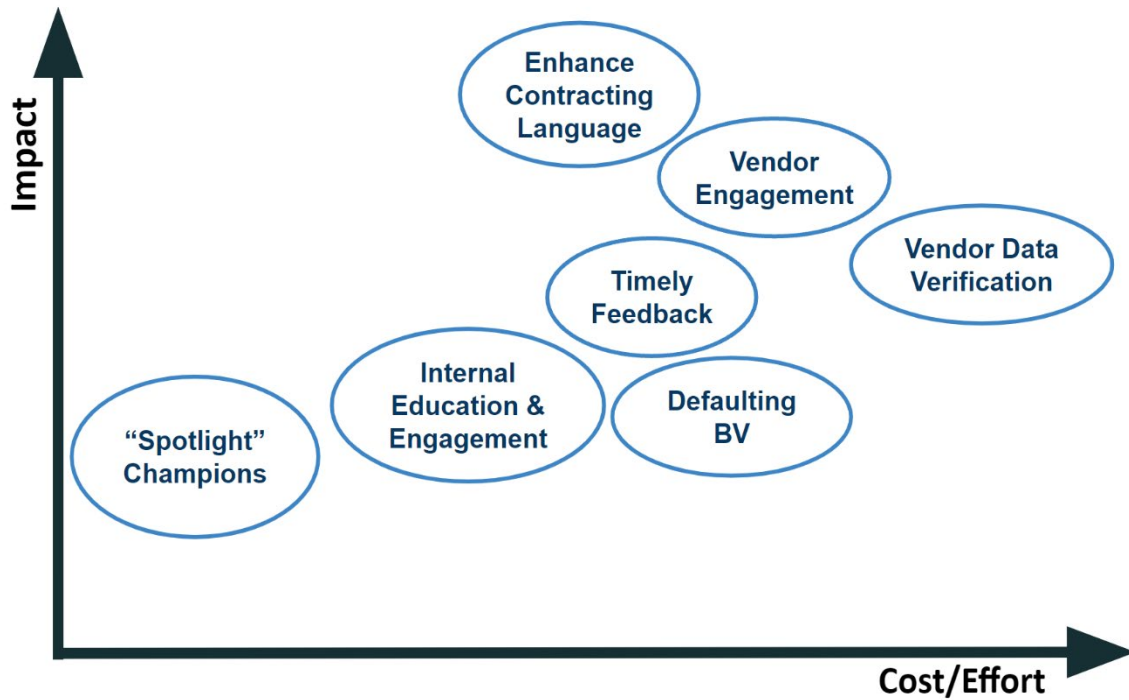 Impact
Enhance
Contracting
Language
Vendor
Engagement
Vendor Data
Verification
Timely
Feedback
Internal
Education &
Engagement
Defaulting
BV
“Spotlight”
Champions
Cost/Effort